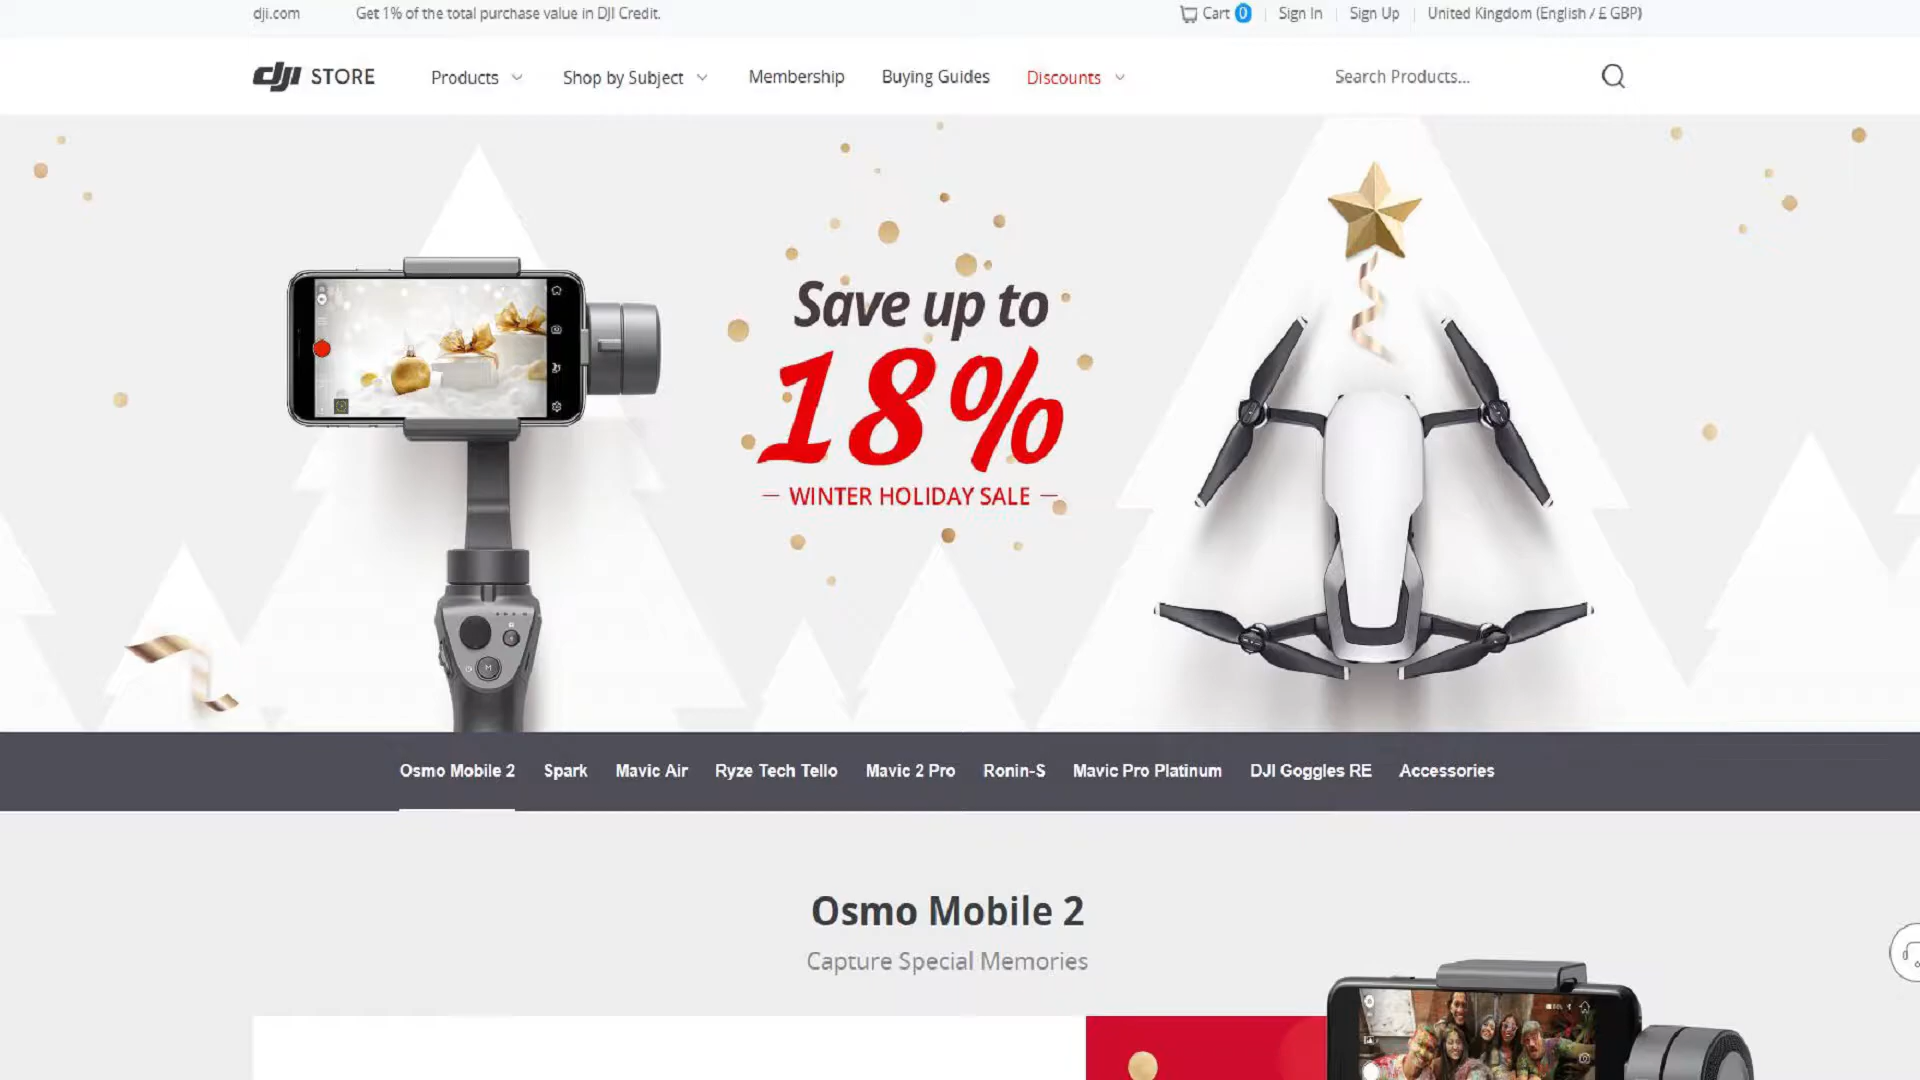 dji.com Get 1% of the total purchase value in DJI Credit. Cart 0 Sign In Sign Up United Kingdom (English / £ GBP)
dji STORE Products Shop by Subject Membership Buying Guides Discounts Search Products...
Save up to
18%
— WINTER HOLIDAY SALE —
M
Osmo Mobile 2 Spark Mavic Air Ryze Tech Tello Mavic 2 Pro Ronin-S Mavic Pro Platinum DJI Goggles RE Accessories
Osmo Mobile 2
Capture Special Memories